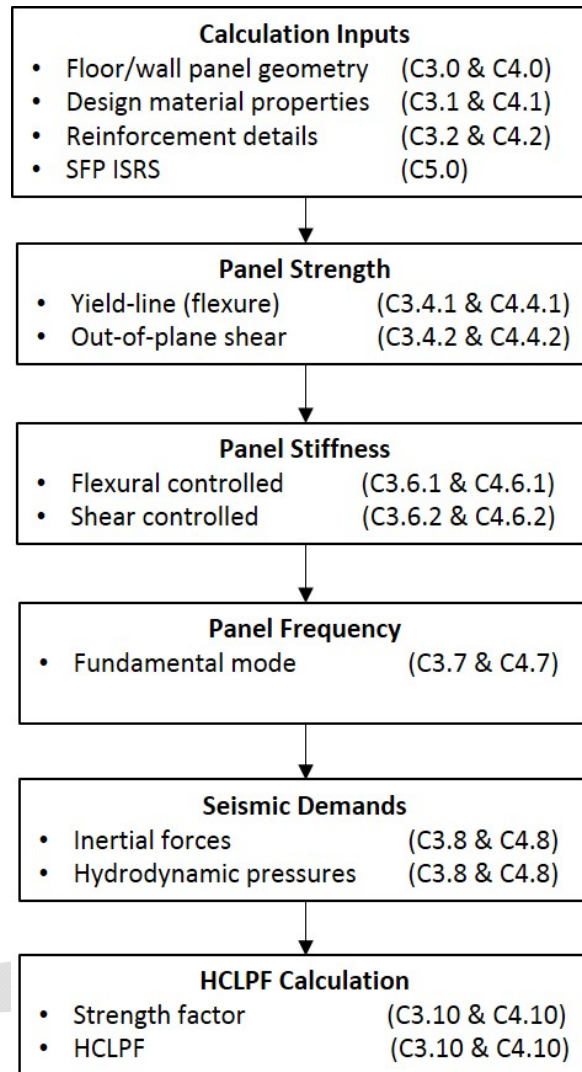 Calculation Inputs
• Floor/wall panel geometry (C3.0 & C4.0)
• Design material properties (C3.1 & C4.1)
• Reinforcement details (C3.2 & C4.2)
• SFP ISRS (C5.0)
Panel Strength
• Yield-line (flexure) (C3.4.1 & C4.4.1)
• Out-of-plane shear (C3.4.2 & C4.4.2)
Panel Stiffness
• Flexural controlled (C3.6.1 & C4.6.1)
• Shear controlled (C3.6.2 & C4.6.2)
Panel Frequency
• Fundamental mode (C3.7 & C4.7)
Seismic Demands
• Inertial forces (C3.8 & C4.8)
• Hydrodynamic pressures (C3.8 & C4.8)
HCLPF Calculation
• Strength factor (C3.10 & C4.10)
• HCLPF (C3.10 & C4.10)